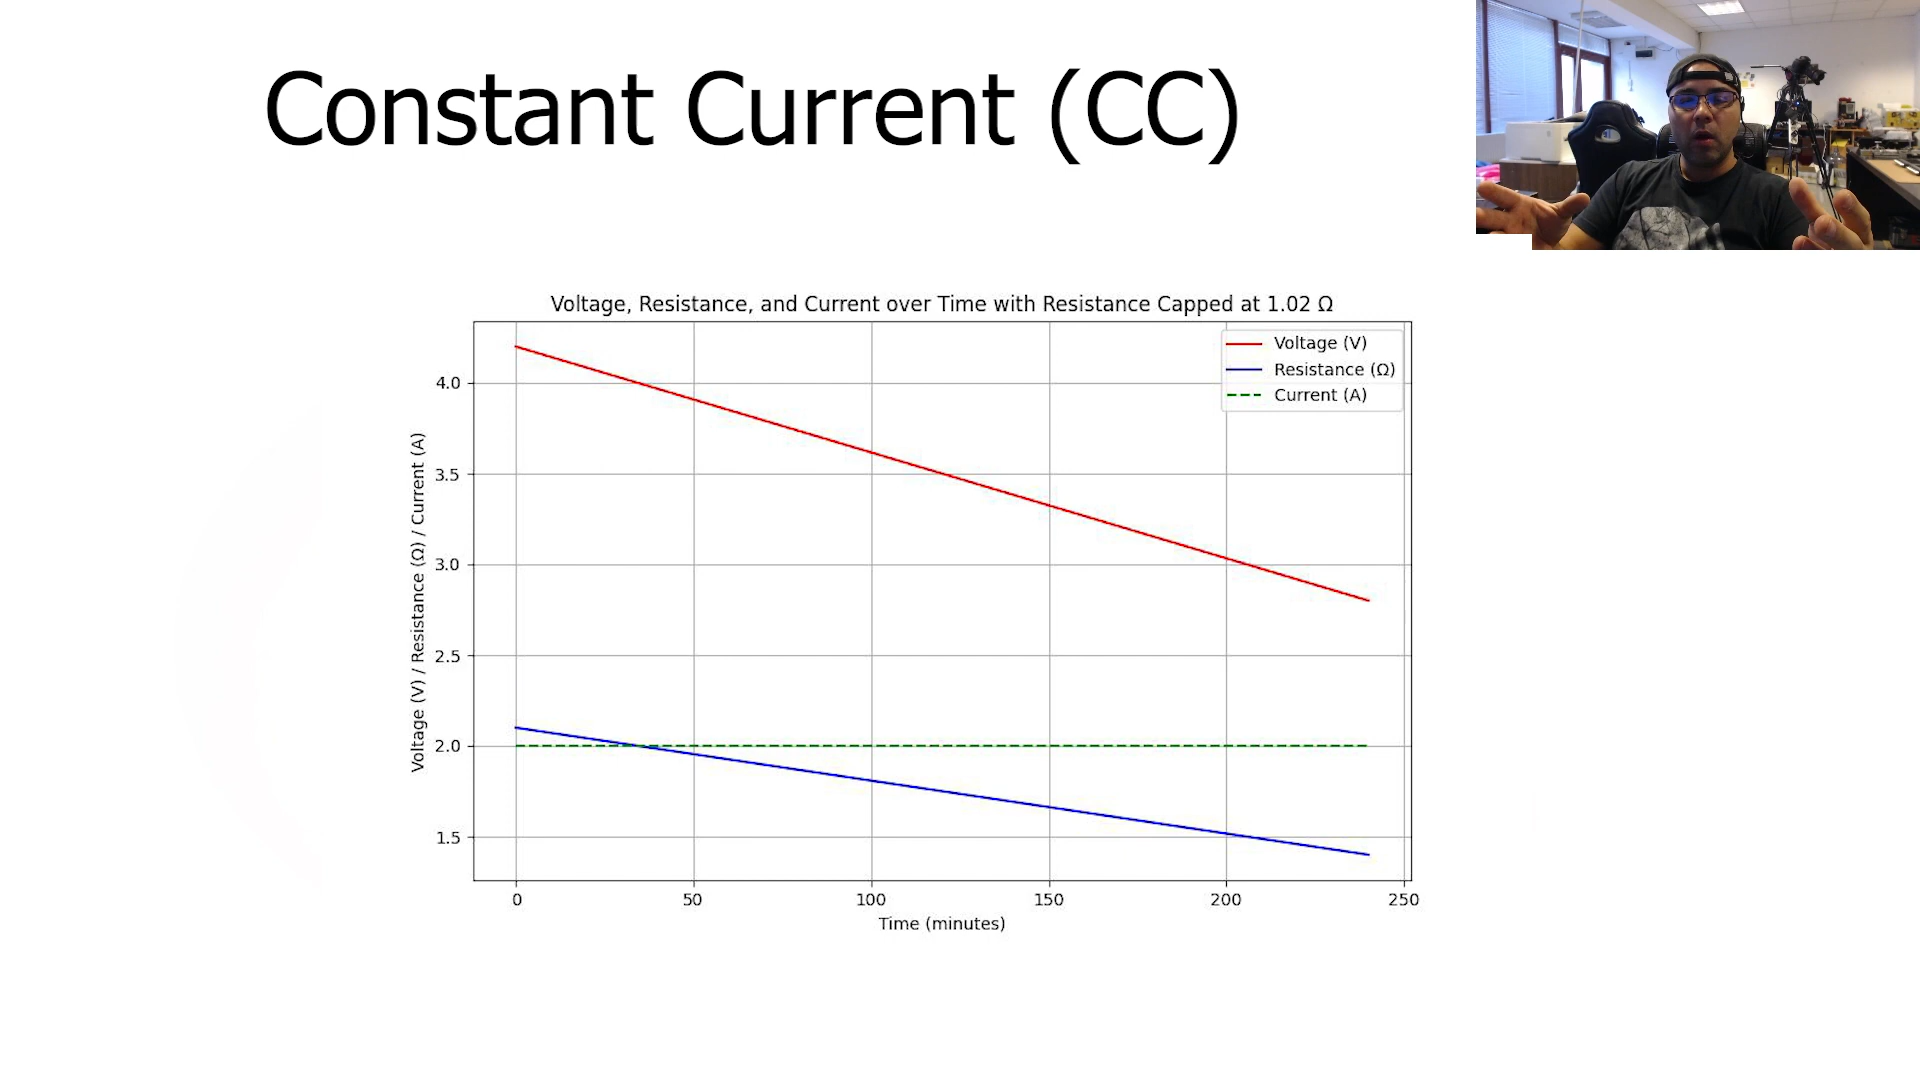 Constant Current (CC)
Voltage, Resistance, and Current over Time with Resistance Capped at 1.02 Ω
Voltage (V)
Resistance (Ω)
Current (A)
Voltage (V) / Resistance (Ω) / Current (A)
4.0
3.5
3.0
2.5
2.0
1.5
0 50 100 150 200 250
Time (minutes)